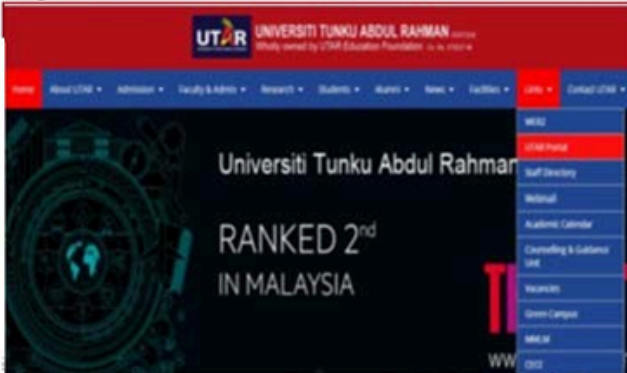 UTAR
UNIVERSITI TUNKU ABDUL RAHMAN
Wholly owned by UTAR Education Foundation
Home About UTAR Admission Faculty & Admin Research Students Alumni News Facilities Links Contact UTAR
WBLE
UTAR Portal
Staff Directory
Webmail
Academic Calendar
Counselling & Guidance
Unit
Vacancies
Green Campus
Universiti Tunku Abdul Rahman
RANKED 2nd
IN MALAYSIA
T
WW